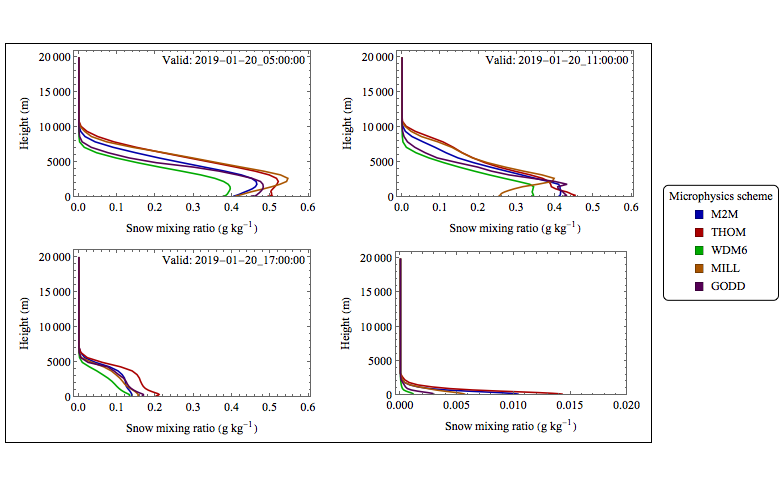 Valid: 2019-01-20_05:00:00
20 000
15 000
10 000
5000
0
Height (m)
0.0 0.1 0.2 0.3 0.4 0.5 0.6
Snow mixing ratio (g kg⁻¹)
Valid: 2019-01-20_11:00:00
20 000
15 000
10 000
5000
0
Height (m)
0.0 0.1 0.2 0.3 0.4 0.5 0.6
Snow mixing ratio (g kg⁻¹)
Valid: 2019-01-20_17:00:00
20 000
15 000
10 000
5000
0
Height (m)
0.0 0.1 0.2 0.3 0.4 0.5 0.6
Snow mixing ratio (g kg⁻¹)
20 000
15 000
10 000
5000
0
Height (m)
0.000 0.005 0.010 0.015 0.020
Snow mixing ratio (g kg⁻¹)
Microphysics scheme
M2M
THOM
WDM6
MILL
GODD